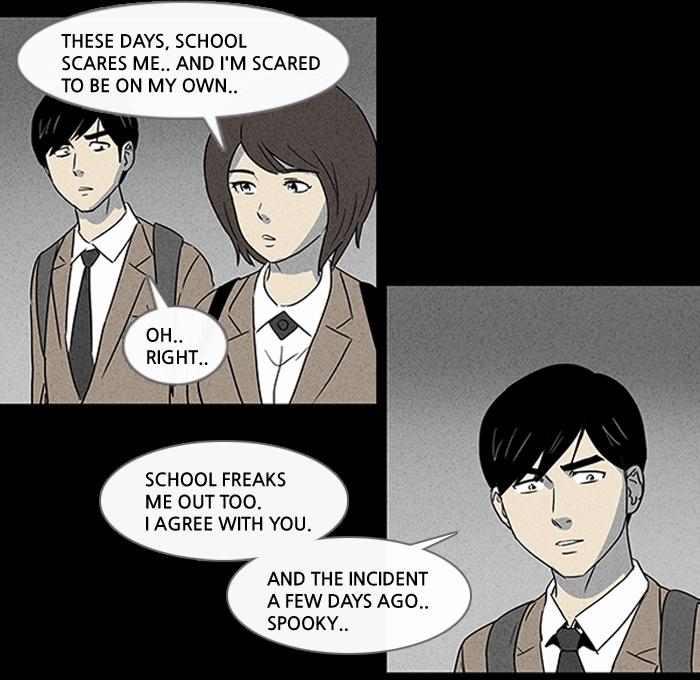 THESE DAYS, SCHOOL
SCARES ME.. AND I'M SCARED
TO BE ON MY OWN..
OH..
RIGHT..
SCHOOL FREAKS
ME OUT TOO.
I AGREE WITH YOU.
AND THE INCIDENT
A FEW DAYS AGO..
SPOOKY..